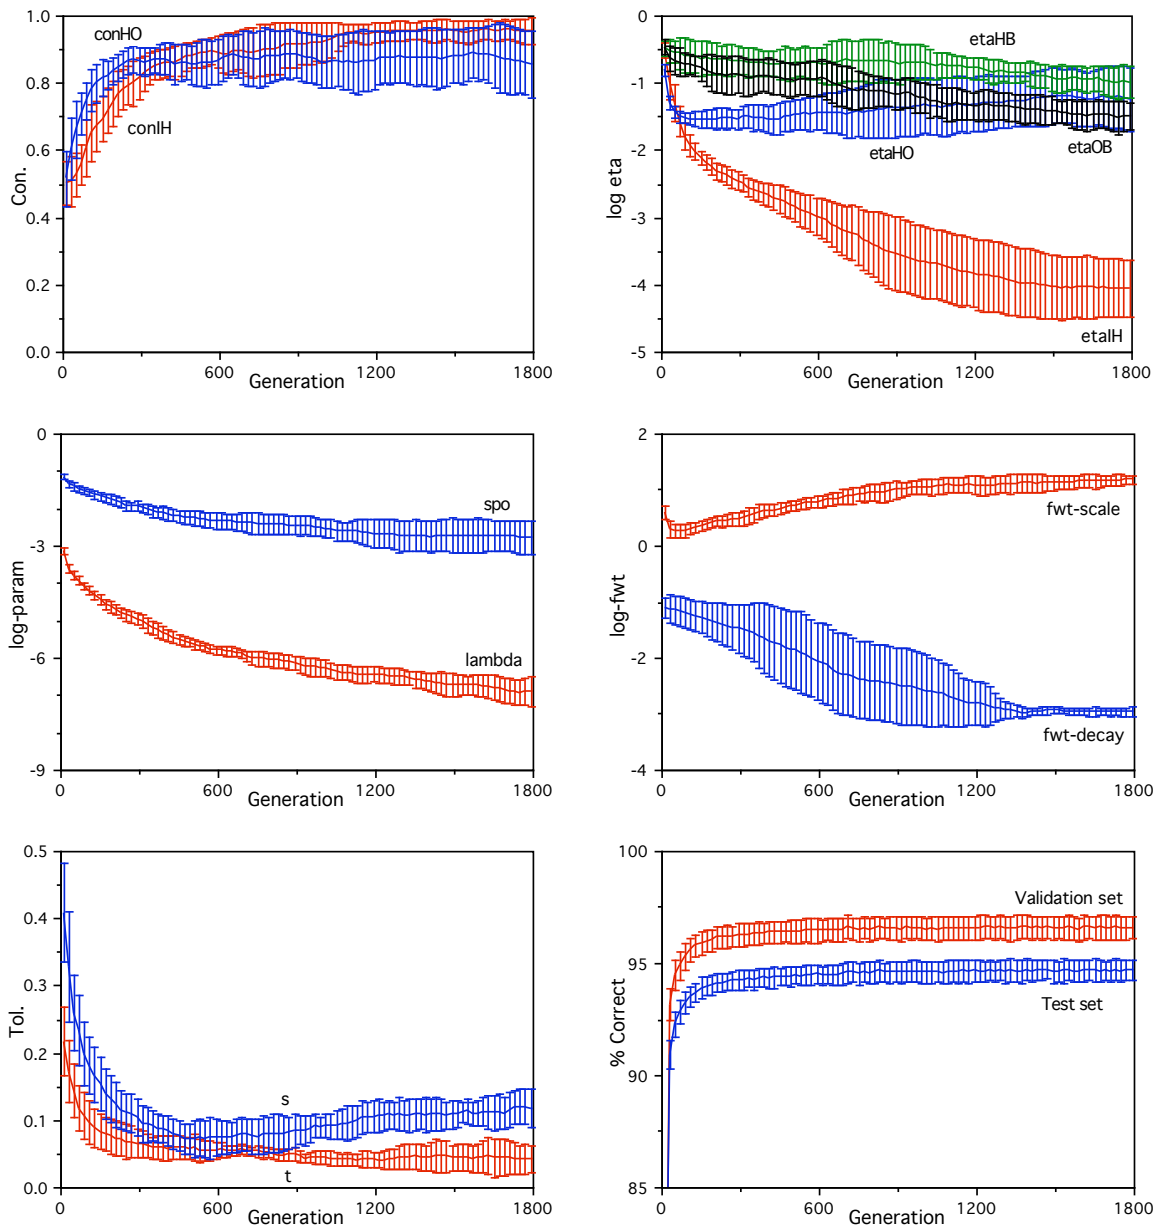 1.0
0.8
0.6
0.4
0.2
0.0
Con.
conHO
conIH
0
600
1200
1800
Generation
0
-1
-2
-3
-4
-5
log eta
etaHB
etaHO
etaOB
etaIH
0
600
1200
1800
Generation
0
-3
-6
-9
log-param
spo
lambda
0
600
1200
1800
Generation
2
0
-2
-4
log-fwt
fwt-scale
fwt-decay
0
600
1200
1800
Generation
0.5
0.4
0.3
0.2
0.1
0.0
Tol.
s
t
0
600
1200
1800
Generation
100
95
90
85
% Correct
Validation set
Test set
0
600
1200
1800
Generation